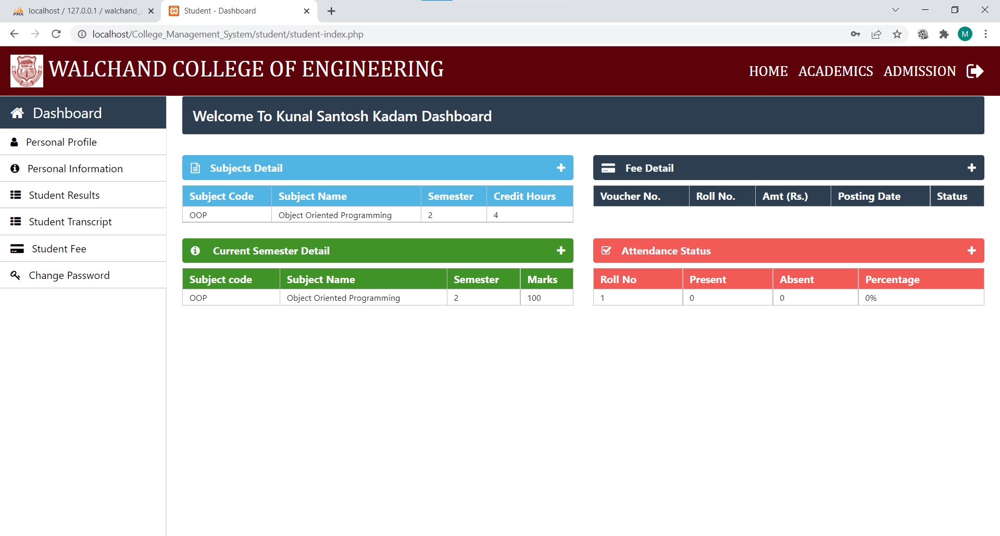 localhost / 127.0.0.1 / walchand_
Student - Dashboard
localhost/College_Management_System/student/student-index.php
M
WALCHAND COLLEGE OF ENGINEERING
HOME ACADEMICS ADMISSION
Dashboard
Personal Profile
Personal Information
Student Results
Student Transcript
Student Fee
Change Password
Welcome To Kunal Santosh Kadam Dashboard
Subjects Detail
Subject Code Subject Name Semester Credit Hours
OOP Object Oriented Programming 2 4
Fee Detail
Voucher No. Roll No. Amt (Rs.) Posting Date Status
Current Semester Detail
Subject code Subject Name Semester Marks
OOP Object Oriented Programming 2 100
Attendance Status
Roll No Present Absent Percentage
1 0 0 0%